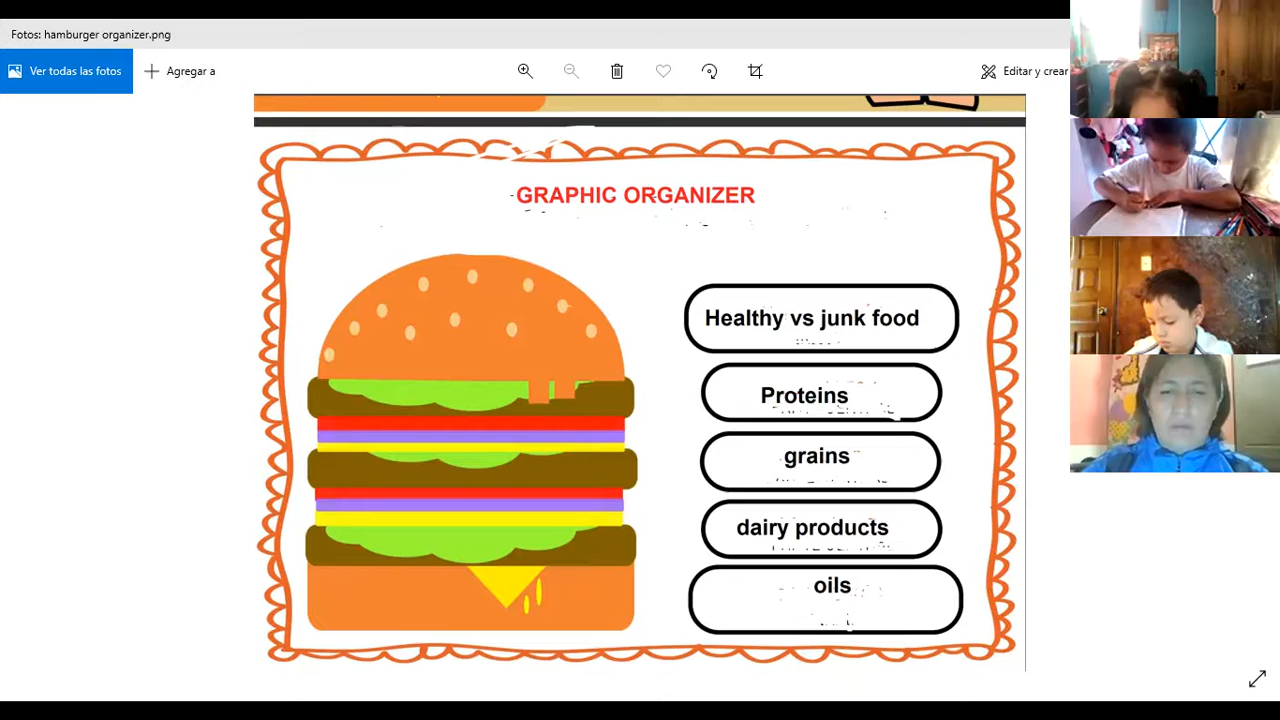 Fotos: hamburger organizer.png
Ver todas las fotos
Agregar a
Editar y crear
GRAPHIC ORGANIZER
Healthy vs junk food
Proteins
grains
dairy products
oils